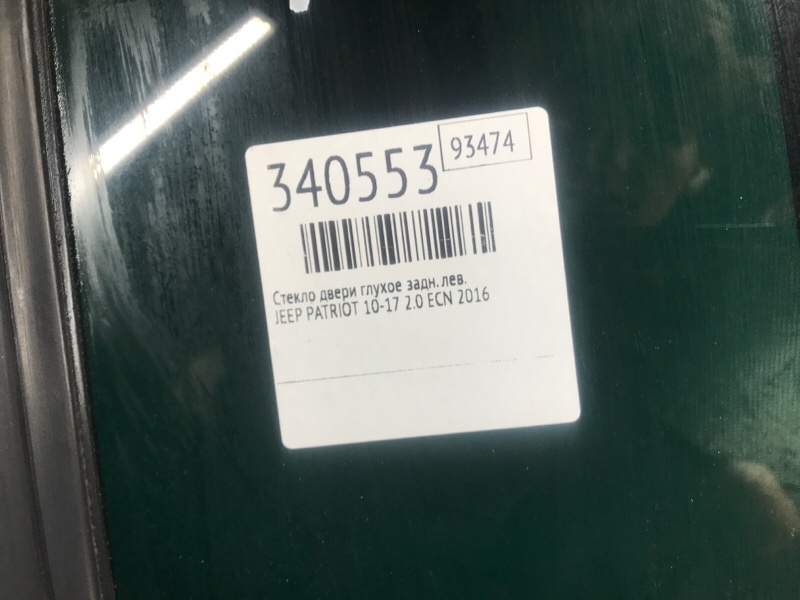 340553 93474
Стекло двери глухое задн. лев.
JEEP PATRIOT 10-17 2.0 ECN 2016